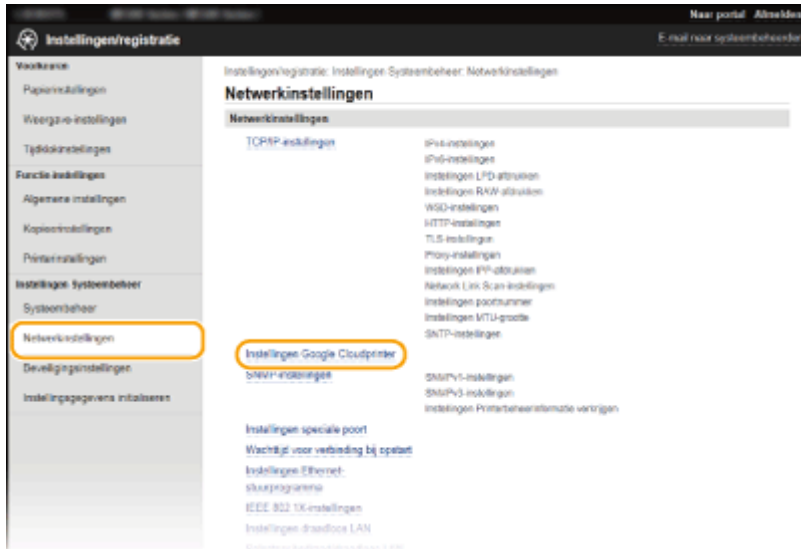 Naar portal Afmelden
Instellingen/registratie
E-mail naar systeembeheerder
Voorkeuren
Papierinstellingen
Weergave-instellingen
Tijdklokinstellingen
Functie-instellingen
Algemene instellingen
Kopieerinstellingen
Printerinstellingen
Instellingen Systeembeheer
Systeembeheer
Netwerkinstellingen
Beveiligingsinstellingen
Instellingsgegevens initialiseren
Instellingen/registratie: Instellingen Systeembeheer: Netwerkinstellingen
Netwerkinstellingen
Netwerkinstellingen
TCP/IP-instellingen
IPv4-instellingen
IPv6-instellingen
Instellingen LPD-afdrukken
Instellingen RAW-afdrukken
WSD-instellingen
HTTP-instellingen
TLS-instellingen
Proxy-instellingen
Instellingen IPP-afdrukken
Network Link Scan-instellingen
Instellingen poortnummer
Instellingen MTU-grootte
SNTP-instellingen
Instellingen Google Cloudprinter
SNMP-instellingen
SNMPv1-instellingen
SNMPv3-instellingen
Instellingen Printerbeheerinformatie verkrijgen
Instellingen speciale poort
Wachttijd voor verbinding bij opstart
Instellingen Ethernet-
stuurprogramma
IEEE 802.1X-instellingen
Instellingen draadloos LAN